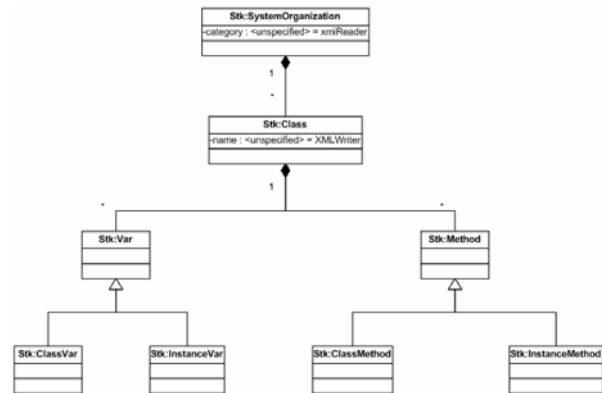 Stk:SystemOrganization
-category : <unspecified> = xmiReader
1
*
Stk:Class
-name : <unspecified> = XMLWriter
1
* *
Stk:Var Stk:Method
Stk:ClassVar Stk:InstanceVar Stk:ClassMethod Stk:InstanceMethod